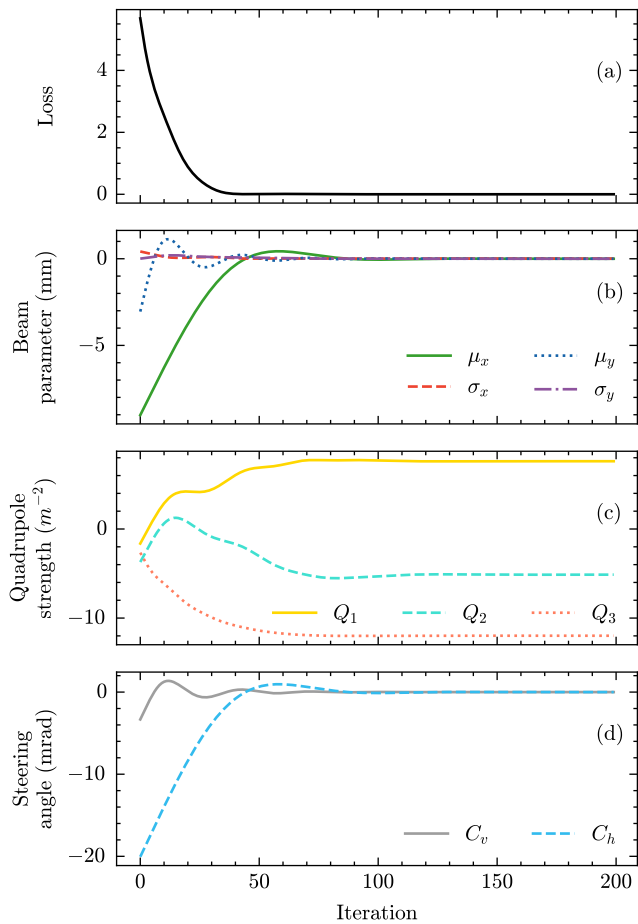 Loss
4
2
0
(a)
Beam
parameter (mm)
0
−5
(b)
μx
μy
σx
σy
Quadrupole
strength (m−2)
0
−10
(c)
Q1
Q2
Q3
Steering
angle (mrad)
0
−10
−20
(d)
Cv
Ch
0
50
100
150
200
Iteration